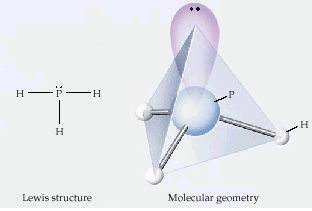 P
H
H P H
H
Lewis structure
Molecular geometry